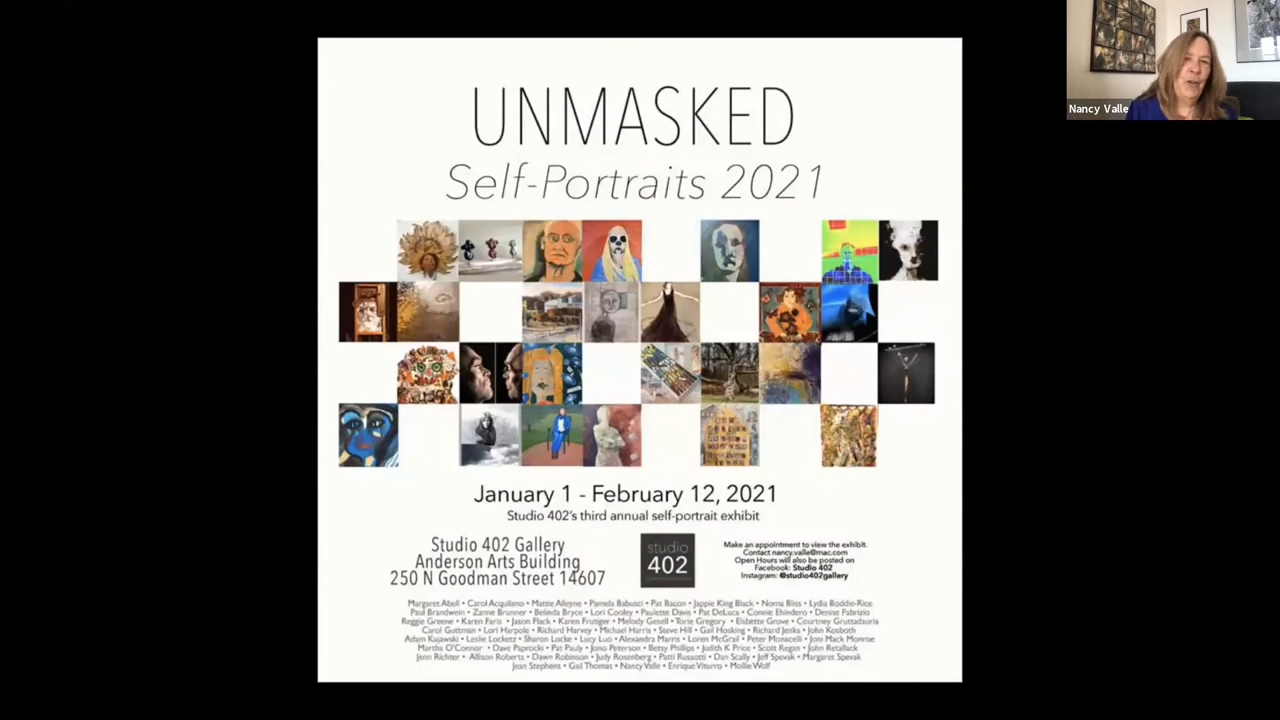 UNMASKED
Self-Portraits 2021
Nancy Valle
January 1 - February 12, 2021
Studio 402's third annual self-portrait exhibit
Studio 402 Gallery
Anderson Arts Building
250 N Goodman Street 14607
studio
402
Make an appointment to view the exhibit.
Contact nancy.valle@mac.com
Open Hours will also be posted on
Facebook: Studio 402
Instagram: @studio402gallery
Margaret Abell • Carol Acquilano • Mattie Alleyne • Pamela Babusci • Pat Bacon • Jappie King Black • Norma Bliss • Lydia Boddie-Rice
Paul Brandwein • Zanne Brunner • Belinda Bryce • Lori Cooley • Paulette Davis • Pat DeLuca • Connie Ehindero • Denise Fabrizio
Reggie Greene • Karen Faris • Jason Flack • Karen Frutiger • Melody Gesell • Torie Gregory • Elsbette Grove • Courtney Gruttadauria
Carol Guttman • Lori Harpole • Richard Harvey • Michael Harris • Steve Hill • Gail Hosking • Richard Jenks • John Kosboth
Adam Kujawski • Leslie Locketz • Sharon Locke • Lucy Luo • Alexandra Marris • Loren McGrail • Peter Monacelli • Joni Mack Monroe
Martha O'Connor • Dave Paprocki • Pat Pauly • Jono Peterson • Betsy Phillips • Judith K Price • Scott Regan • John Retallack
Jenn Richter • Allison Roberts • Dawn Robinson • Judy Rosenberg • Patti Russotti • Dan Scally • Jeff Spevak • Margaret Spevak
Jean Stephens • Gail Thomas • Nancy Valle • Enrique Viturro • Mollie Wolf